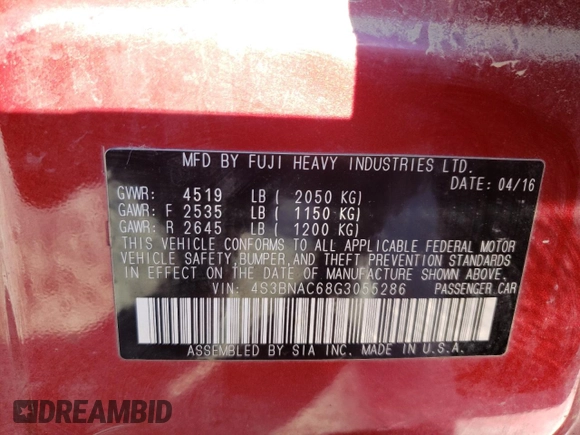 MFD BY FUJI HEAVY INDUSTRIES LTD.
DATE: 04/16
GVWR: 4519 LB ( 2050 KG)
GAWR: F 2535 LB ( 1150 KG)
GAWR: R 2645 LB ( 1200 KG)
THIS VEHICLE CONFORMS TO ALL APPLICABLE FEDERAL MOTOR
VEHICLE SAFETY, BUMPER, AND THEFT PREVENTION STANDARDS
IN EFFECT ON THE DATE OF MANUFACTURE SHOWN ABOVE.
VIN: 4S3BNAC68G3055286 PASSENGER CAR
ASSEMBLED BY SIA INC. MADE IN U.S.A.
DREAMBID